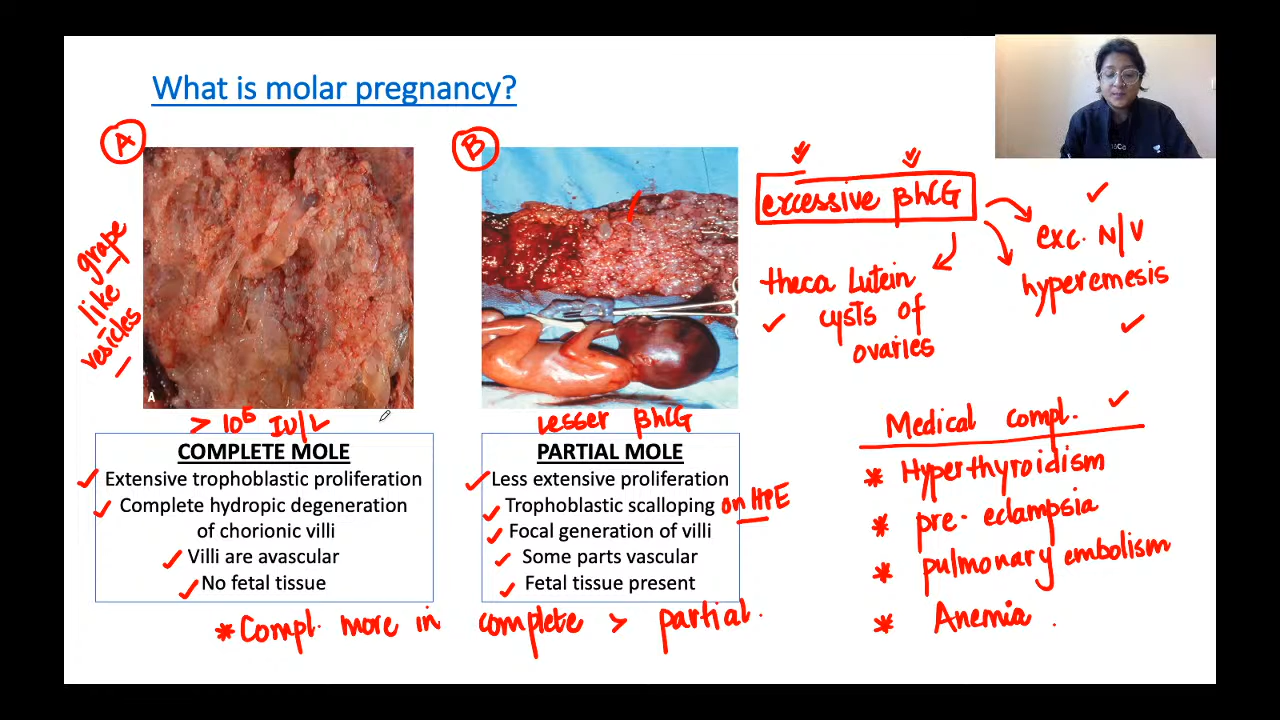 What is molar pregnancy?
A
B
grape
like
vesicles
A
> 10⁵ IU/L
Lesser βhCG
COMPLETE MOLE
Extensive trophoblastic proliferation
Complete hydropic degeneration
of chorionic villi
Villi are avascular
No fetal tissue
PARTIAL MOLE
Less extensive proliferation
Trophoblastic scalloping on HPE
Focal generation of villi
Some parts vascular
Fetal tissue present
* Compl. more in complete > partial.
excessive βhCG
exc. N/V
hyperemesis
theca Lutein
cysts of
ovaries
Medical compl.
* Hyperthyroidism
* pre-eclampsia
* pulmonary embolism
* Anemia.